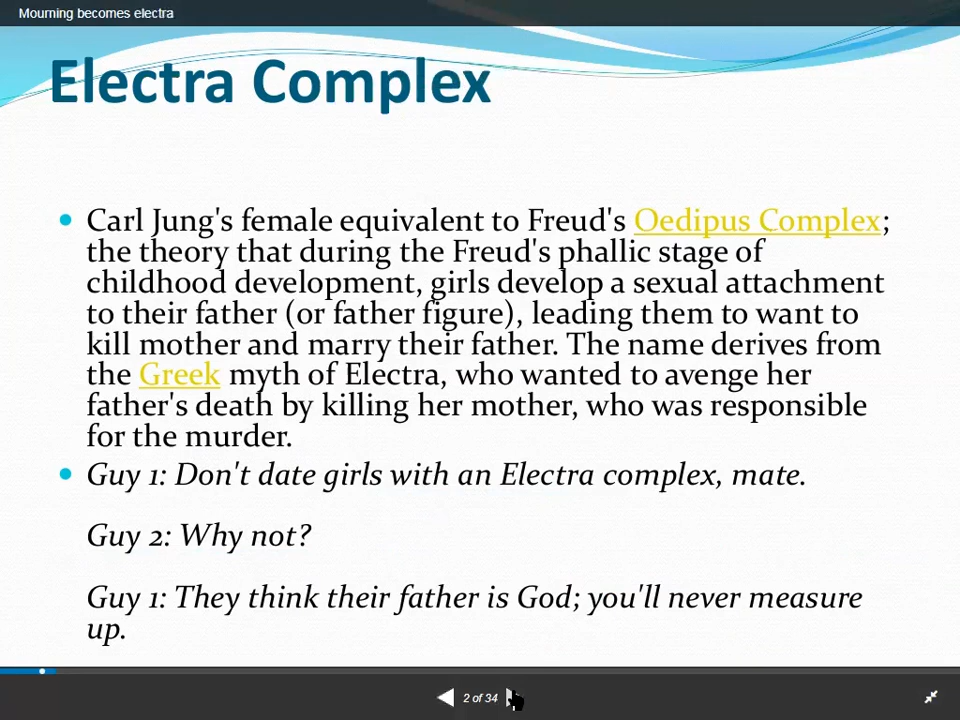 Mourning becomes electra
Electra Complex
Carl Jung's female equivalent to Freud's Oedipus Complex;
the theory that during the Freud's phallic stage of
childhood development, girls develop a sexual attachment
to their father (or father figure), leading them to want to
kill mother and marry their father. The name derives from
the Greek myth of Electra, who wanted to avenge her
father's death by killing her mother, who was responsible
for the murder.
Guy 1: Don't date girls with an Electra complex, mate.
Guy 2: Why not?
Guy 1: They think their father is God; you'll never measure
up.
2 of 34